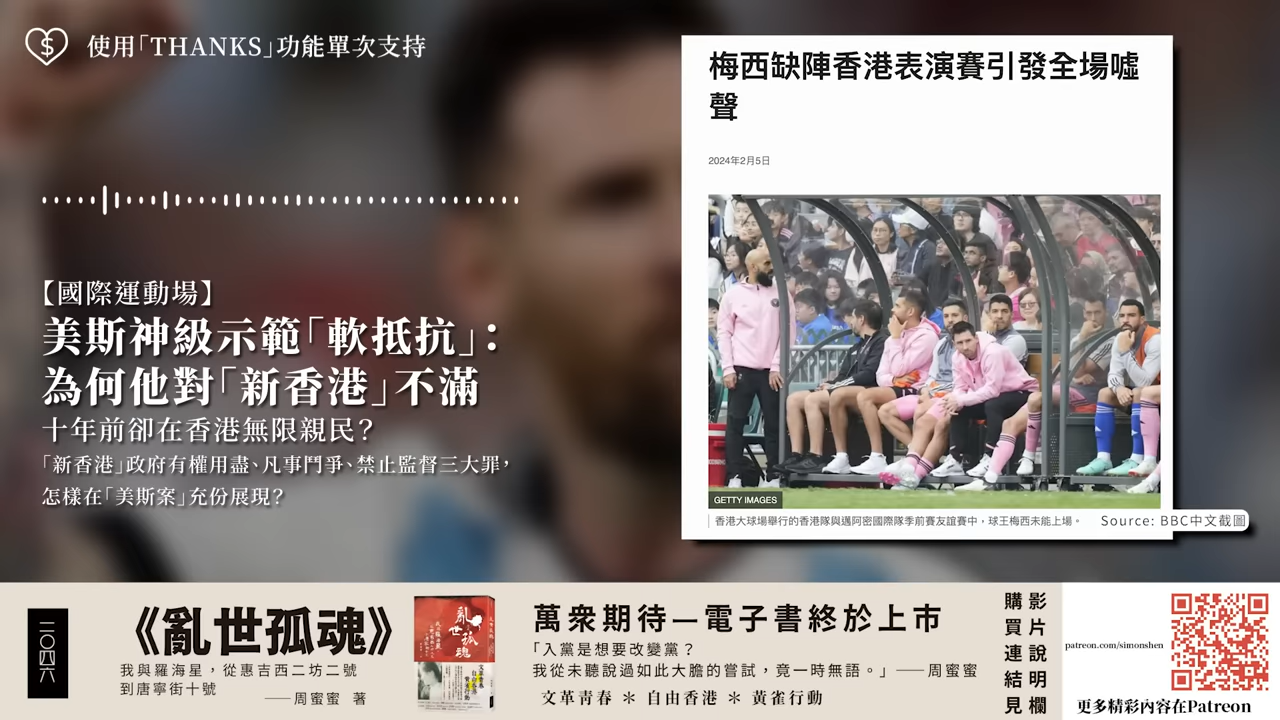 使用「THANKS」功能單次支持
【國際運動場】
美斯神級示範「軟抵抗」：
為何他對「新香港」不滿
十年前卻在香港無限親民？
「新香港」政府有權用盡、凡事鬥爭、禁止監督三大罪，
怎樣在「美斯案」充份展現？
梅西缺陣香港表演賽引發全場噓
聲
2024年2月5日
GETTY IMAGES
香港大球場舉行的香港隊與邁阿密國際隊季前賽友誼賽中，球王梅西未能上場。
Source: BBC中文截圖
二〇四六
《亂世孤魂》
我與羅海星，從惠吉西二坊二號
到唐寧街十號
——周蜜蜜 著
亂世孤魂
萬衆期待—電子書終於上市
「入黨是想要改變黨？
我從未聽說過如此大膽的嘗試，竟一時無語。」——周蜜蜜
文革青春 ＊ 自由香港 ＊ 黃雀行動
影片說明欄
購買連結見
patreon.com/simonshen
更多精彩內容在Patreon